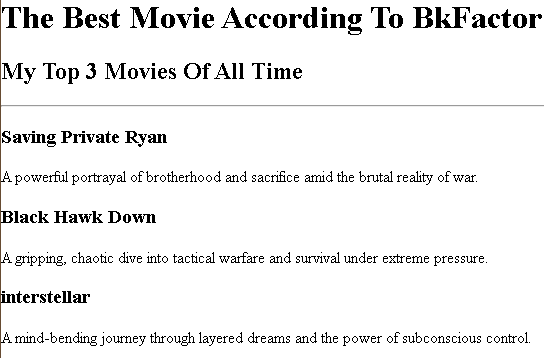 The Best Movie According To BkFactor
My Top 3 Movies Of All Time
Saving Private Ryan
A powerful portrayal of brotherhood and sacrifice amid the brutal reality of war.
Black Hawk Down
A gripping, chaotic dive into tactical warfare and survival under extreme pressure.
interstellar
A mind-bending journey through layered dreams and the power of subconscious control.